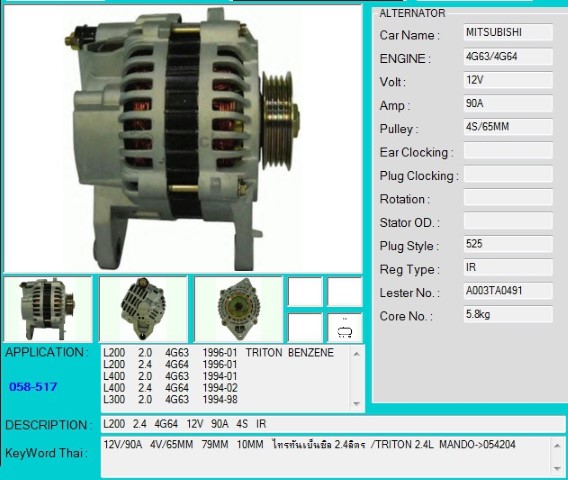 ALTERNATOR
Car Name : MITSUBISHI
ENGINE : 4G63/4G64
Volt : 12V
Amp : 90A
Pulley : 4S/65MM
Ear Clocking :
Plug Clocking :
Rotation :
Stator OD. :
Plug Style : 525
Reg Type : IR
Lester No. : A003TA0491
Core No. : 5.8kg
APPLICATION :
058-517
L200 2.0 4G63 1996-01 TRITON BENZENE
L200 2.4 4G64 1996-01
L400 2.0 4G63 1994-01
L400 2.4 4G64 1994-02
L300 2.0 4G63 1994-98
DESCRIPTION : L200 2.4 4G64 12V 90A 4S IR
KeyWord Thai : 12V/90A 4V/65MM 79MM 10MM ไทรทันเบ็นซิล 2.4ลิตร /TRITON 2.4L MANDO->054204